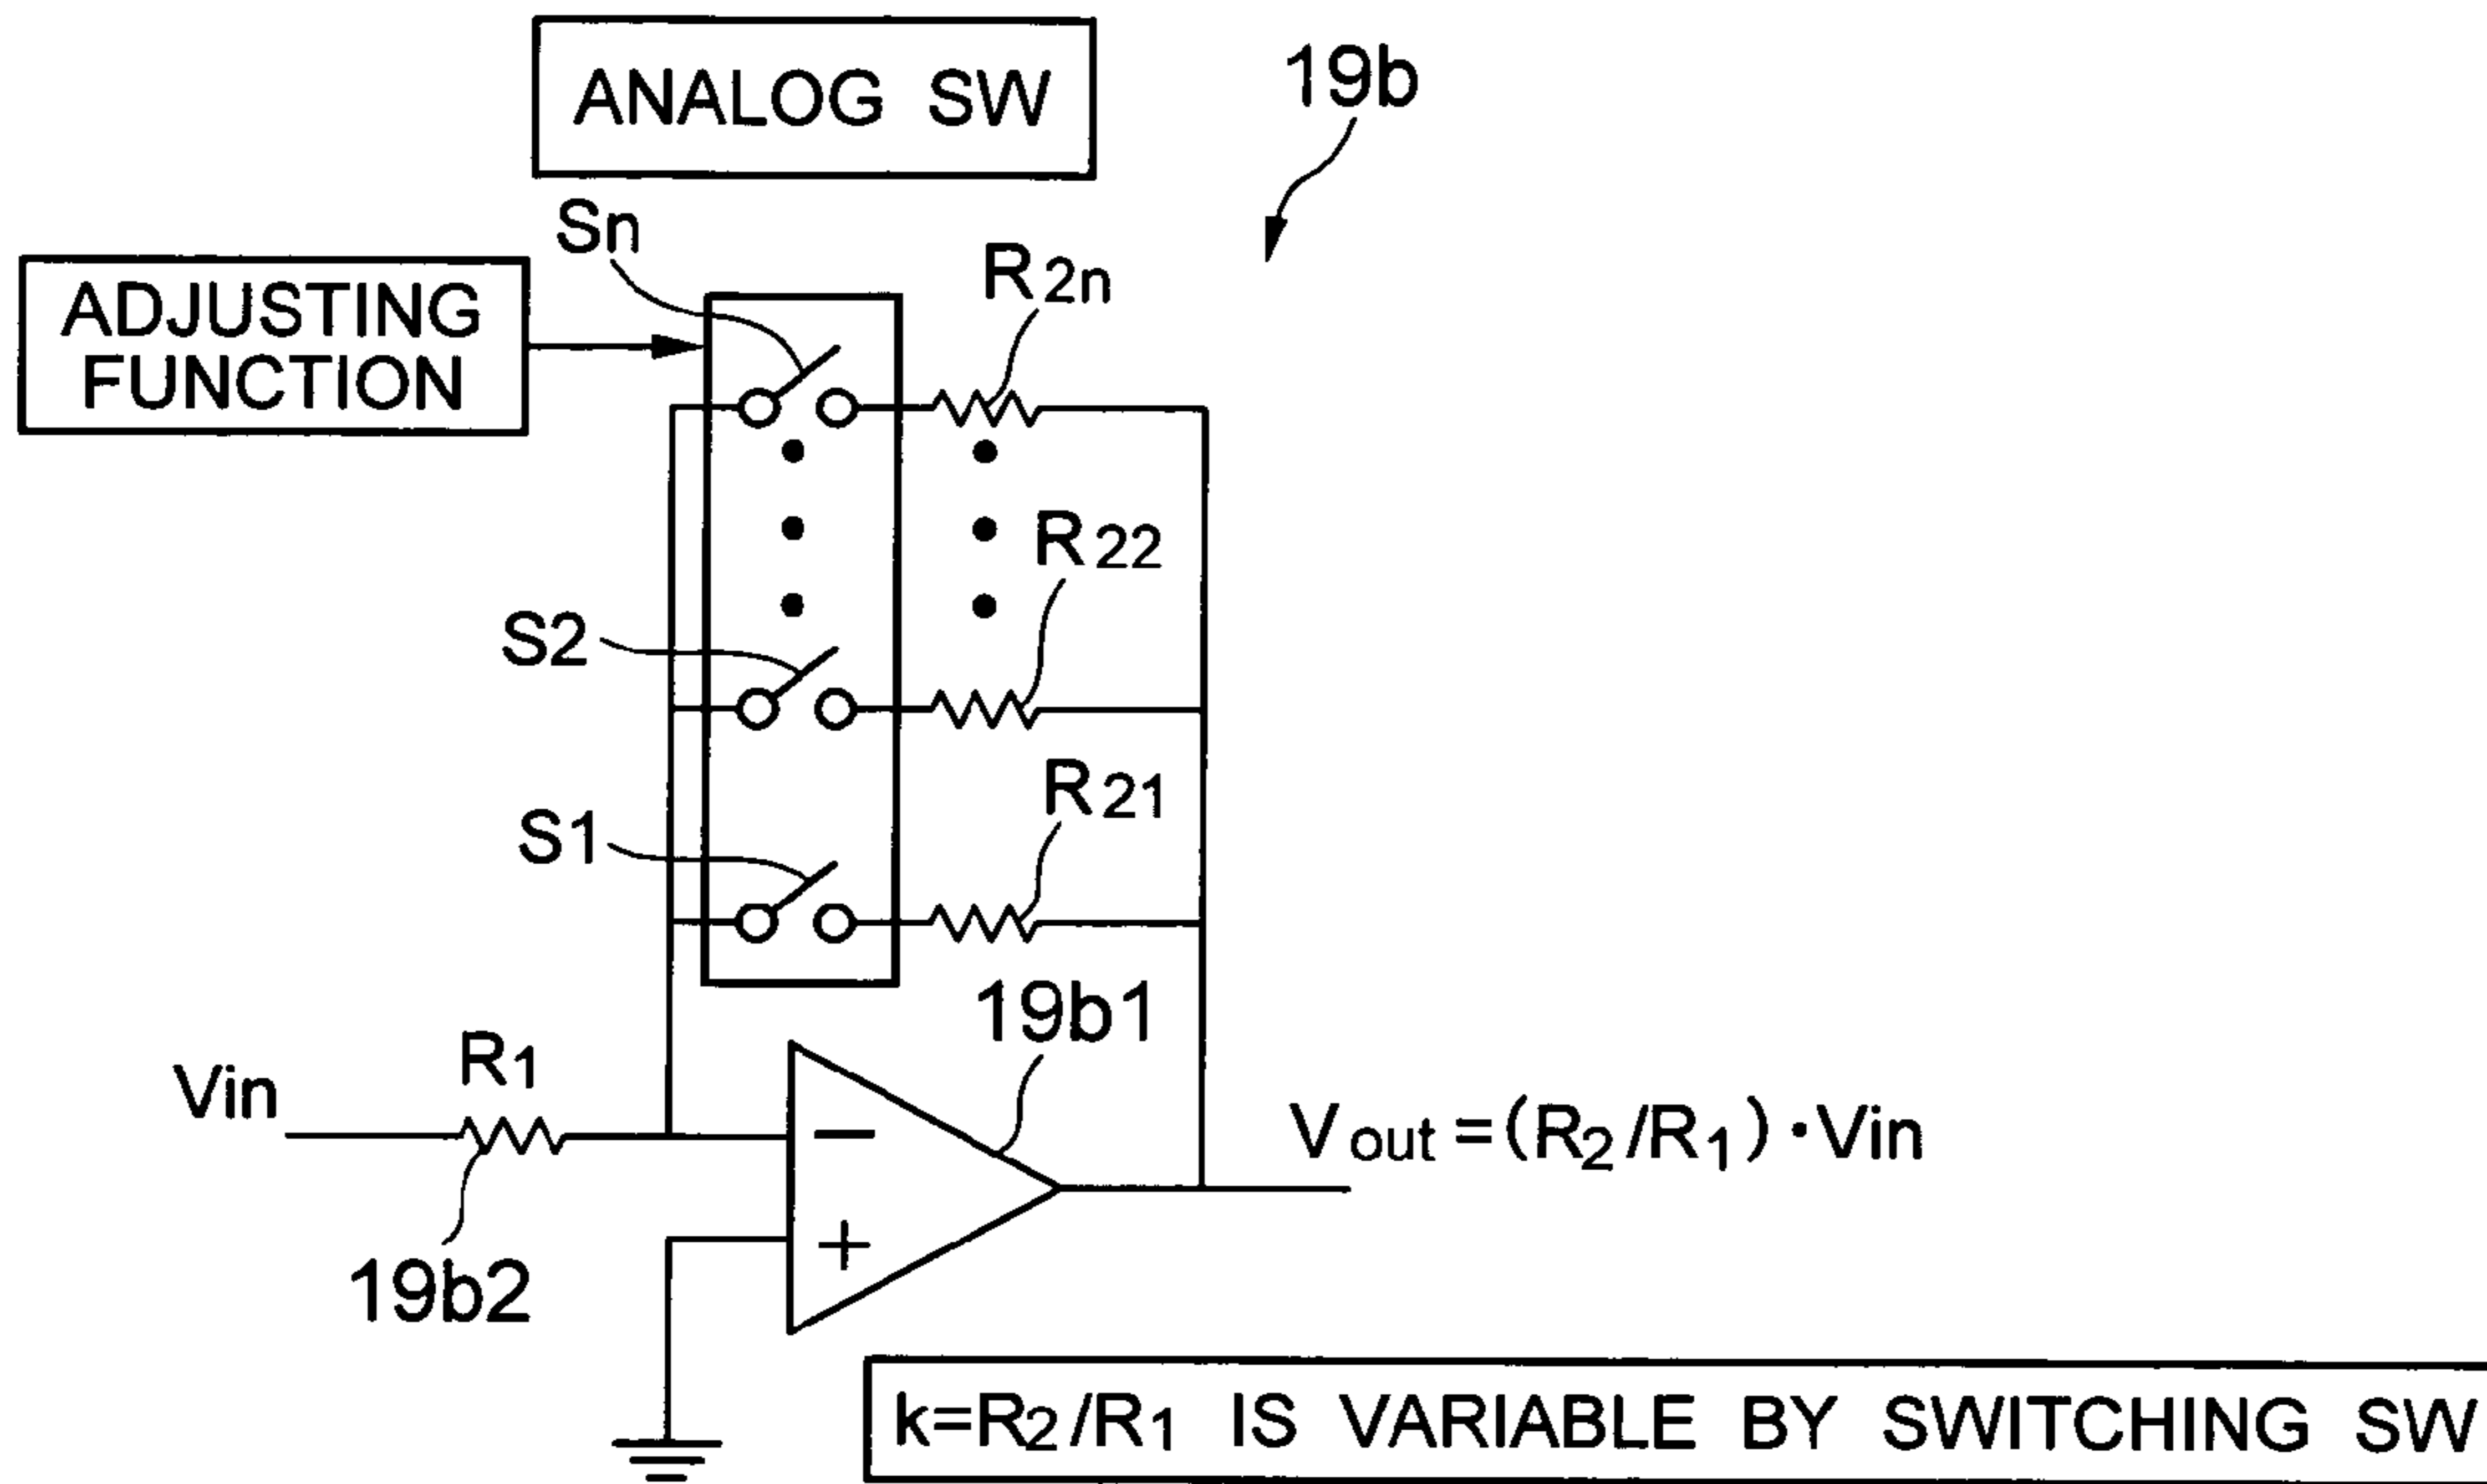 ANALOG SW
19b
Sn
R2n
ADJUSTING
FUNCTION
R22
S2
R21
S1
19b1
R1
Vin
Vout=(R2/R1)·Vin
19b2
k=R2/R1 IS VARIABLE BY SWITCHING SW